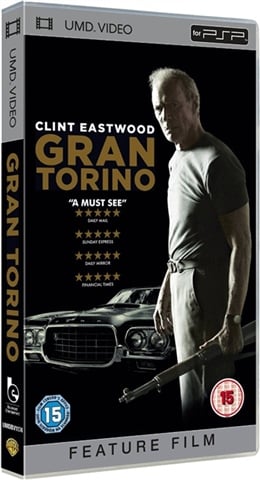 UMD. VIDEO
GRAN TORINO
UMD. VIDEO
for PSP
CLINT EASTWOOD
GRAN
TORINO
"A MUST SEE"
★★★★★
DAILY MAIL
★★★★★
SUNDAY EXPRESS
★★★★★
DAILY MIRROR
★★★★★
FINANCIAL TIMES
15
15
FEATURE FILM